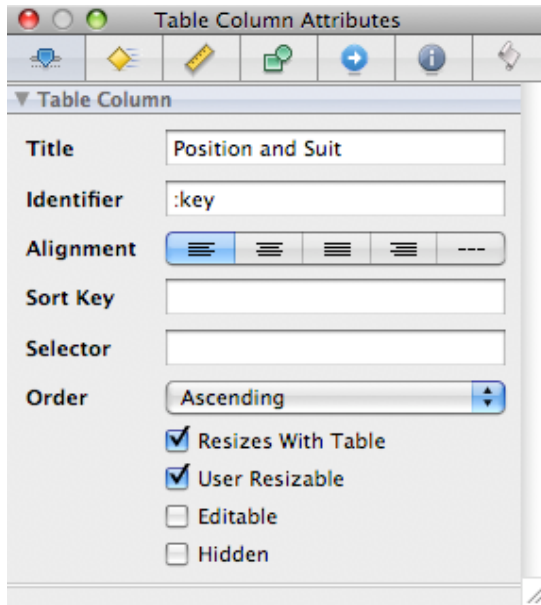 Table Column Attributes
Table Column
Title Position and Suit
Identifier :key
Alignment ---
Sort Key
Selector
Order Ascending
Resizes With Table
User Resizable
Editable
Hidden